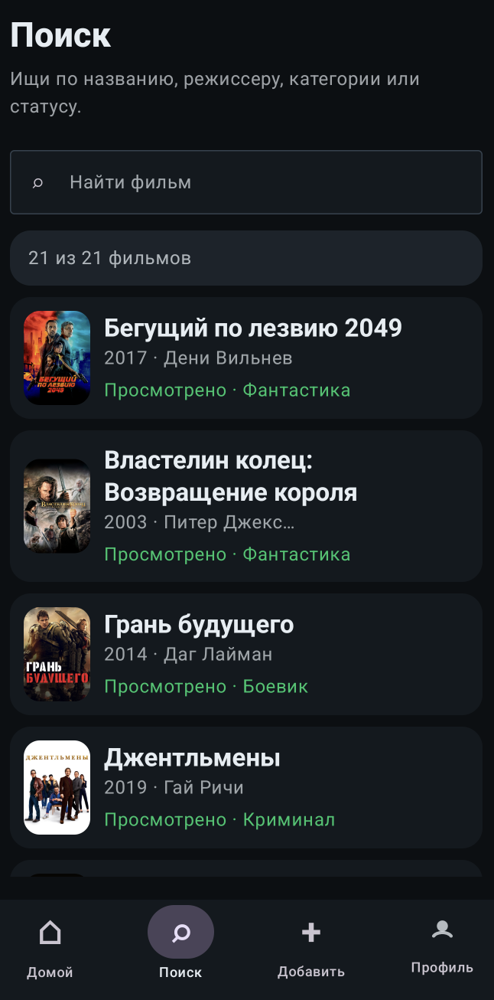 Поиск
Ищи по названию, режиссеру, категории или
статусу.
Найти фильм
21 из 21 фильмов
БЕГУЩИЙ
ПО ЛЕЗВИЮ
2049
Бегущий по лезвию 2049
2017 · Дени Вильнев
Просмотрено · Фантастика
Властелин колец
Властелин колец:
Возвращение короля
2003 · Питер Джекс…
Просмотрено · Фантастика
ГРАНЬ
БУДУЩЕГО
Грань будущего
2014 · Даг Лайман
Просмотрено · Боевик
ДЖЕНТЛЬМЕНЫ
Джентльмены
2019 · Гай Ричи
Просмотрено · Криминал
Домой
Поиск
Добавить
Профиль